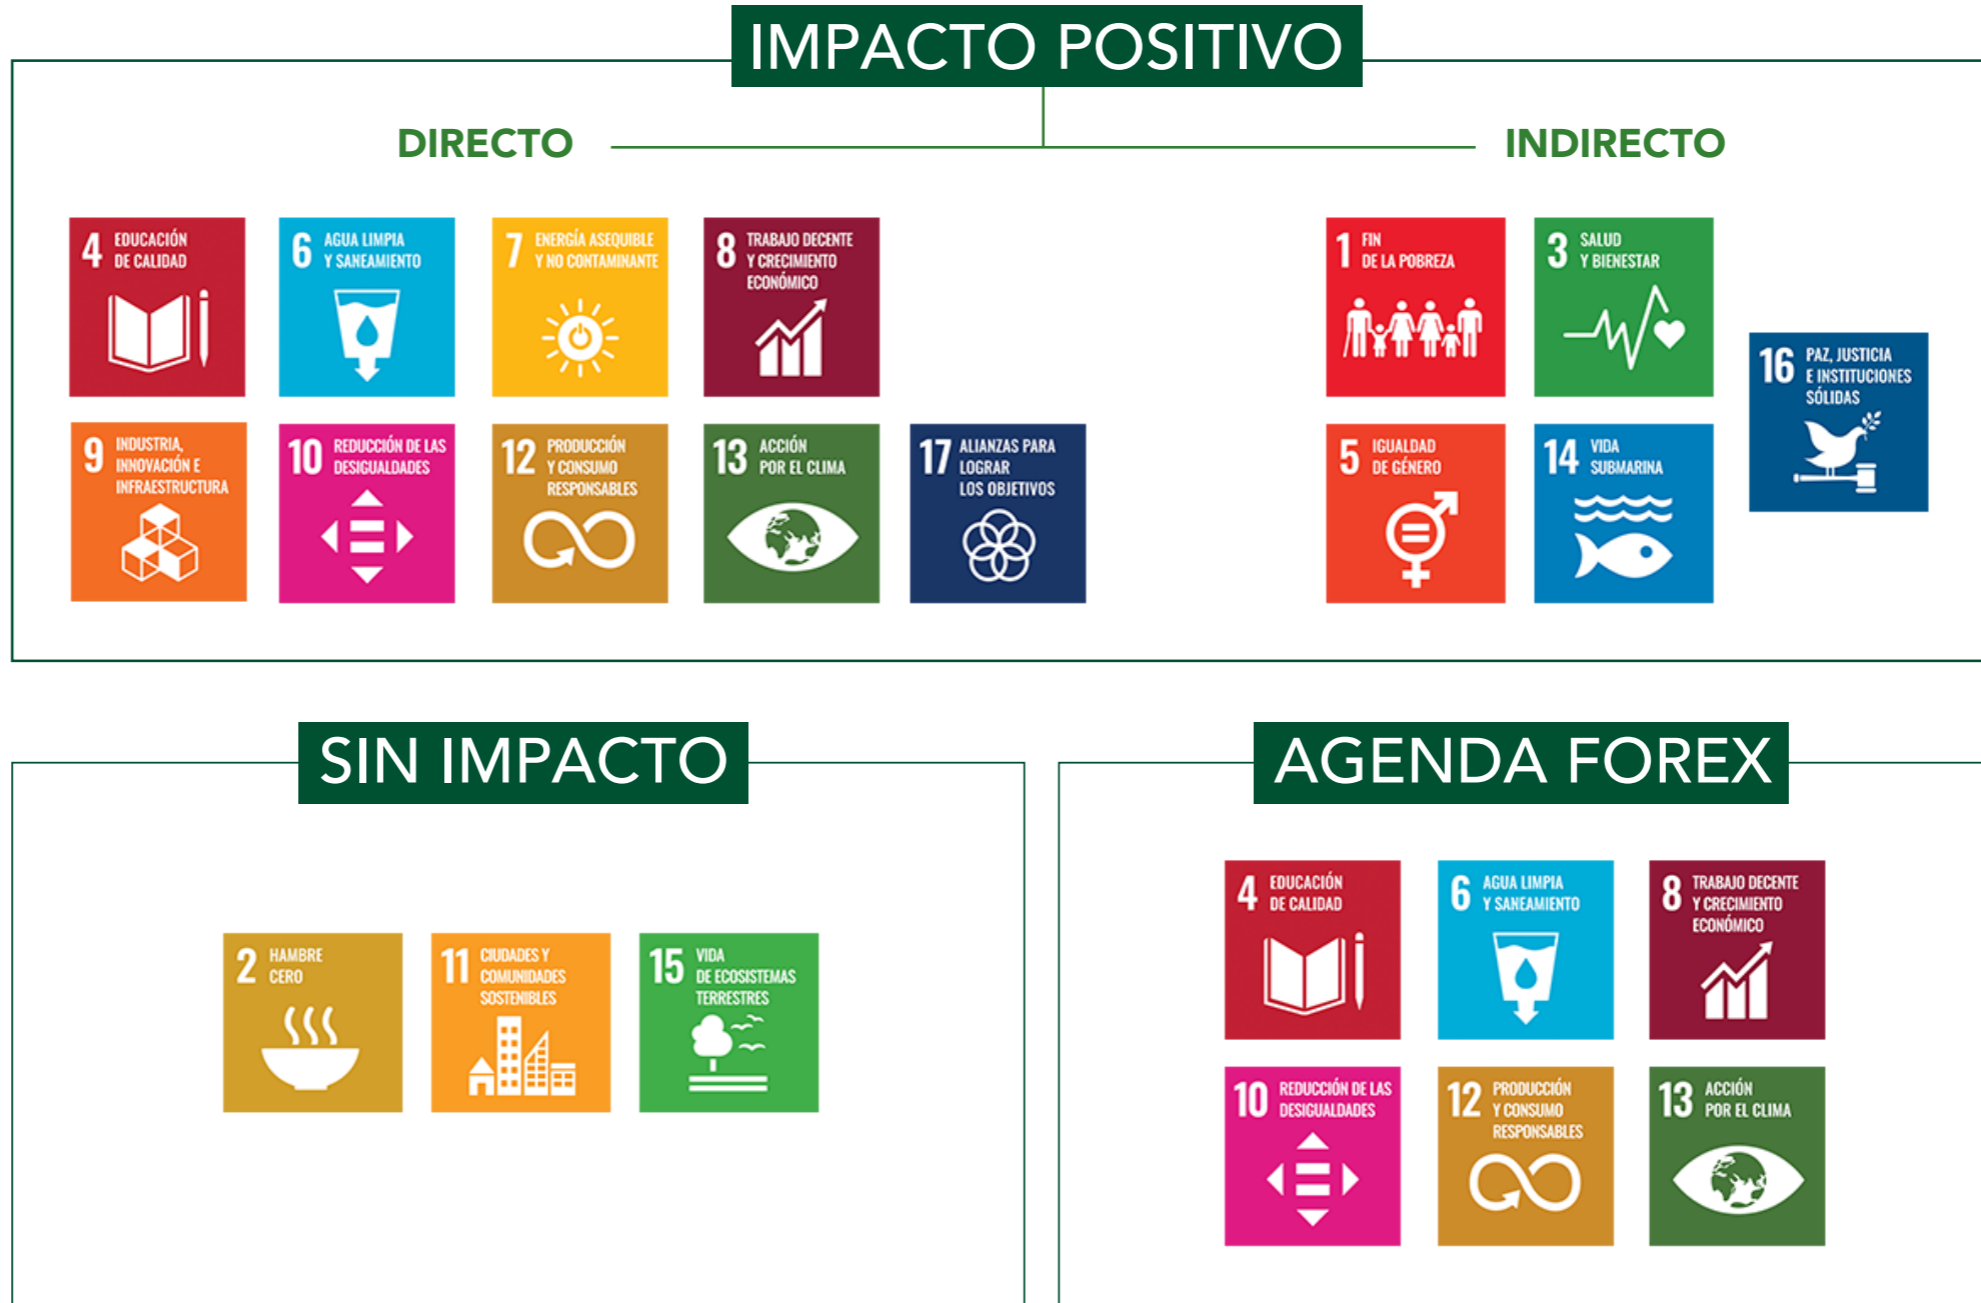 IMPACTO POSITIVO
DIRECTO
INDIRECTO
4 EDUCACIÓN
DE CALIDAD
6 AGUA LIMPIA
Y SANEAMIENTO
7 ENERGÍA ASEQUIBLE
Y NO CONTAMINANTE
8 TRABAJO DECENTE
Y CRECIMIENTO
ECONÓMICO
9 INDUSTRIA,
INNOVACIÓN E
INFRAESTRUCTURA
10 REDUCCIÓN DE LAS
DESIGUALDADES
12 PRODUCCIÓN
Y CONSUMO
RESPONSABLES
13 ACCIÓN
POR EL CLIMA
17 ALIANZAS PARA
LOGRAR
LOS OBJETIVOS
1 FIN
DE LA POBREZA
3 SALUD
Y BIENESTAR
5 IGUALDAD
DE GÉNERO
14 VIDA
SUBMARINA
16 PAZ, JUSTICIA
E INSTITUCIONES
SÓLIDAS
SIN IMPACTO
2 HAMBRE
CERO
11 CIUDADES Y
COMUNIDADES
SOSTENIBLES
15 VIDA
DE ECOSISTEMAS
TERRESTRES
AGENDA FOREX
4 EDUCACIÓN
DE CALIDAD
6 AGUA LIMPIA
Y SANEAMIENTO
8 TRABAJO DECENTE
Y CRECIMIENTO
ECONÓMICO
10 REDUCCIÓN DE LAS
DESIGUALDADES
12 PRODUCCIÓN
Y CONSUMO
RESPONSABLES
13 ACCIÓN
POR EL CLIMA